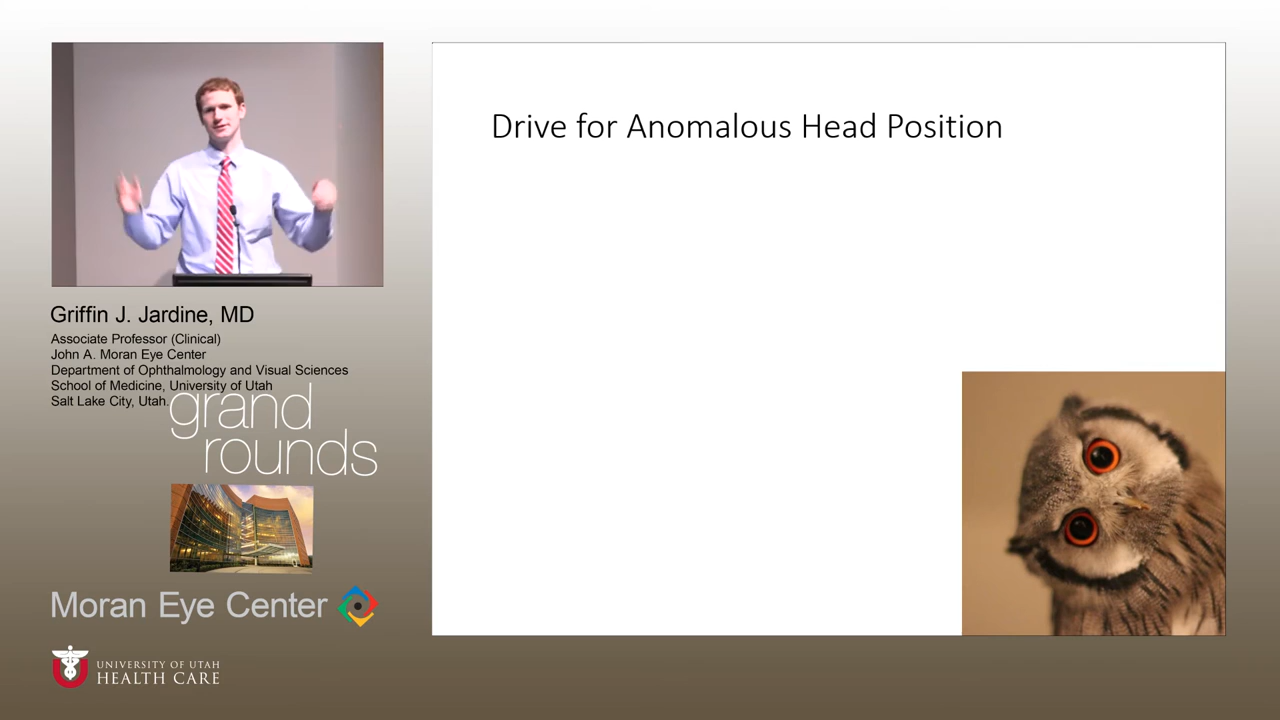 Drive for Anomalous Head Position
Griffin J. Jardine, MD
Associate Professor (Clinical)
John A. Moran Eye Center
Department of Ophthalmology and Visual Sciences
School of Medicine, University of Utah
Salt Lake City, Utah.
grand
rounds
Moran Eye Center
UNIVERSITY OF UTAH
HEALTH CARE